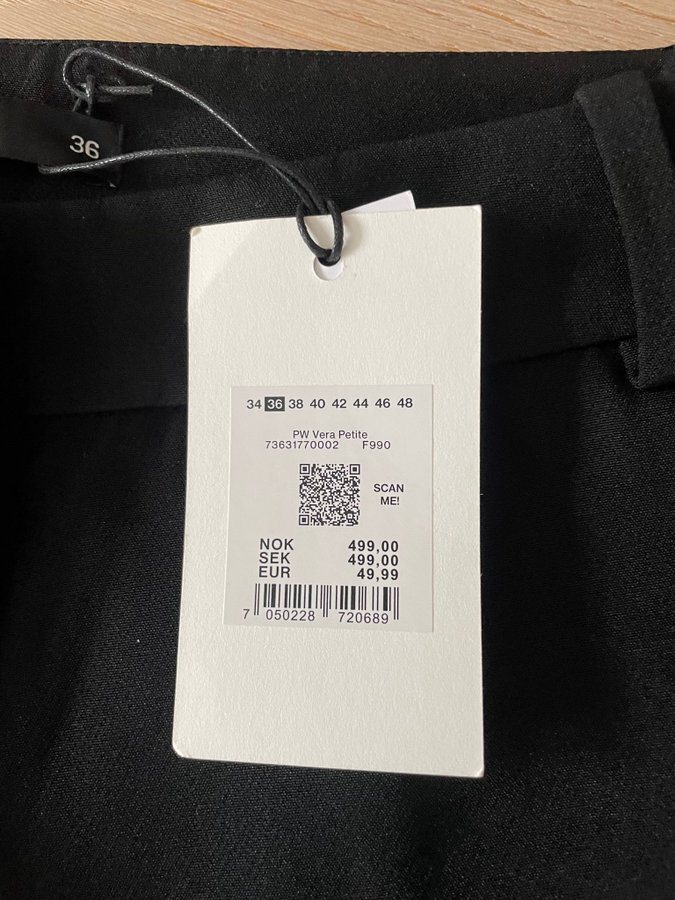 36
34 36 38 40 42 44 46 48
PW Vera Petite
73631770002 F990
SCAN
ME!
NOK 499,00
SEK 499,00
EUR 49,99
7 050228 720689